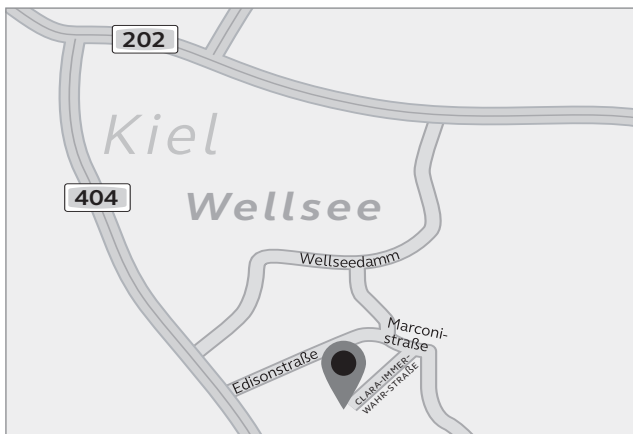 202
Kiel
404
Wellsee
Wellseedamm
Marconi-
straße
Edisonstraße
CLARA-IMMER-
WAHR-STRAßE